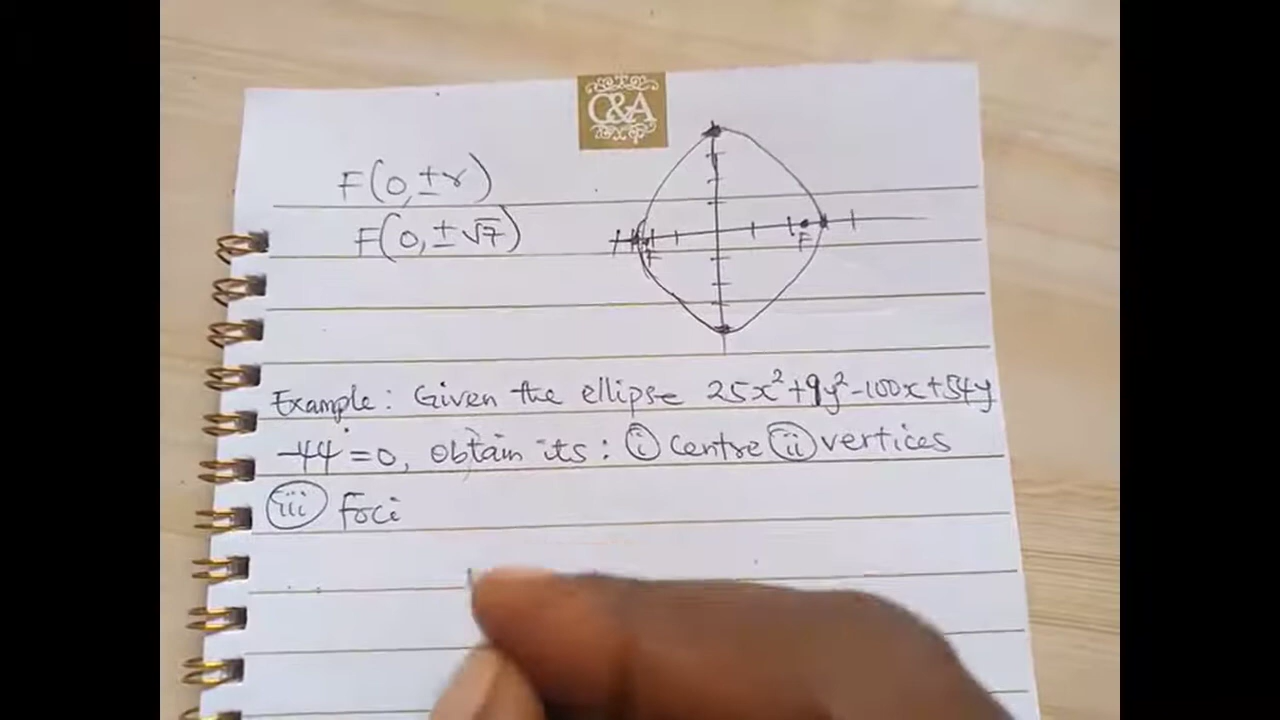 C&A
F(0, ±r)
F(0, ±√7)
F
F
Example: Given the ellipse 25x²+9y²-100x+54y
-44=0, obtain its: (i) centre (ii) vertices
(iii) Foci